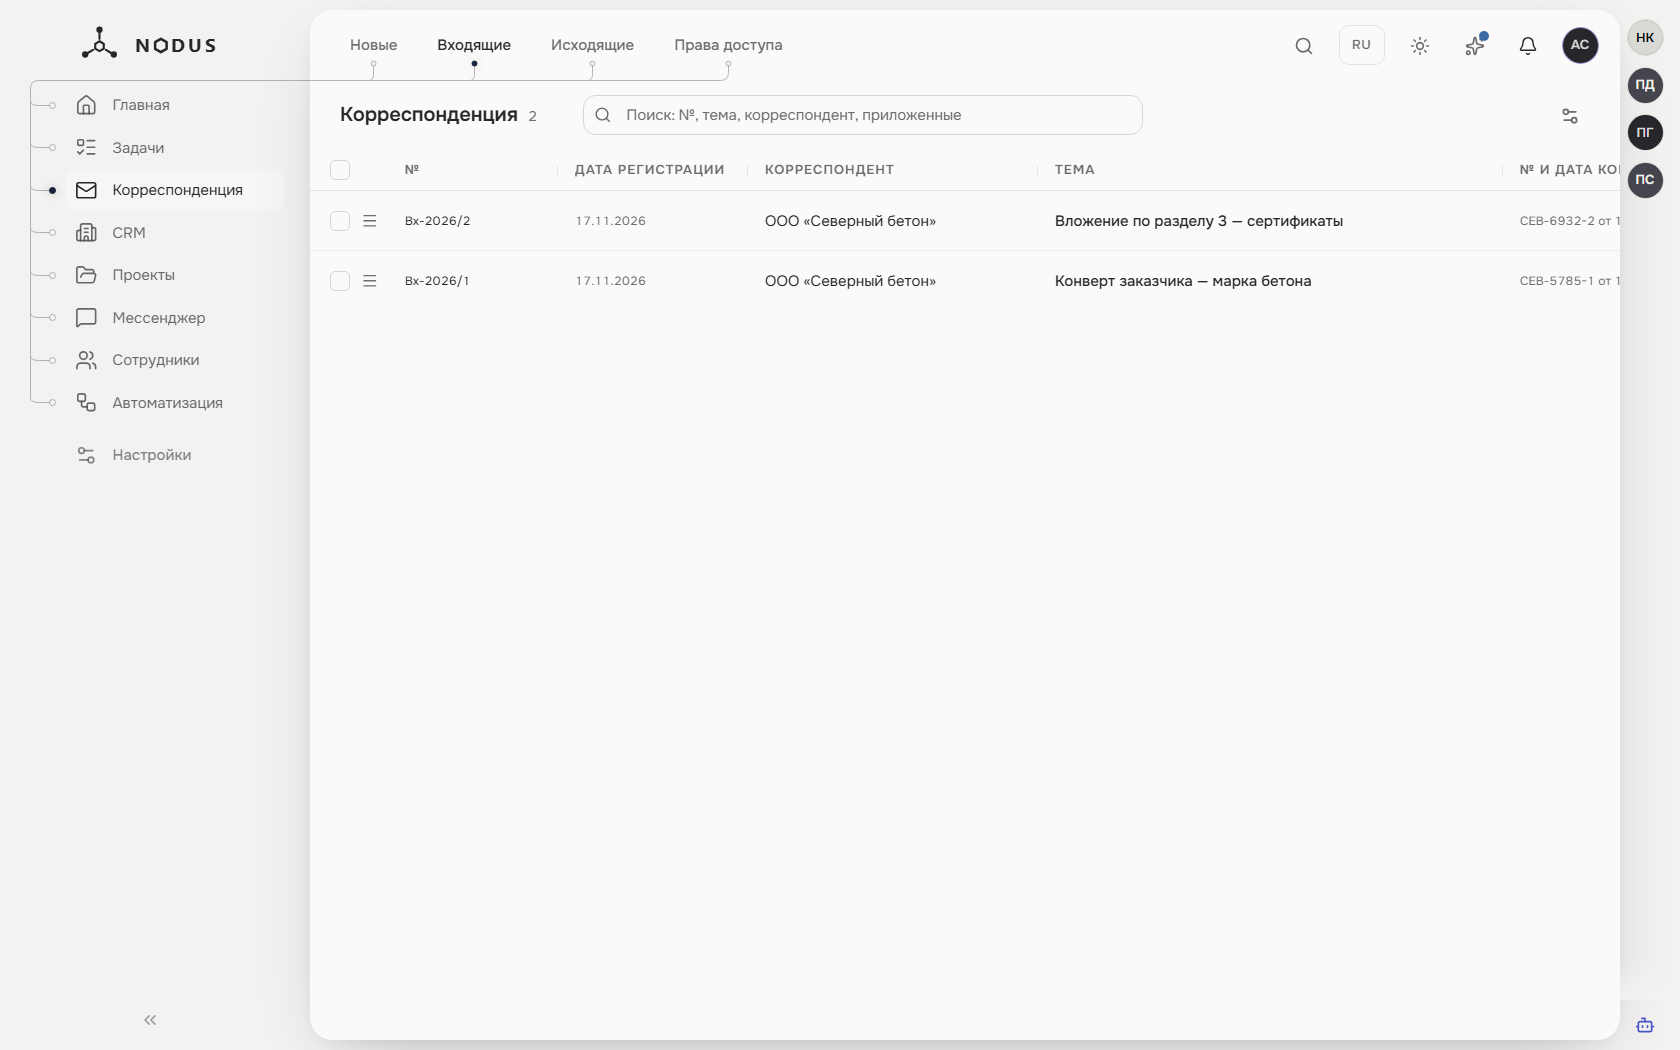 NODUS
Новые
Входящие
Исходящие
Права доступа
RU
АС
НК
ПД
ПГ
ПС
Главная
Задачи
Корреспонденция
CRM
Проекты
Мессенджер
Сотрудники
Автоматизация
Настройки
Корреспонденция 2
Поиск: №, тема, корреспондент, приложенные
№ ДАТА РЕГИСТРАЦИИ КОРРЕСПОНДЕНТ ТЕМА № И ДАТА
Вх-2026/2 17.11.2026 ООО «Северный бетон» Вложение по разделу 3 — сертификаты СЕВ-6932-2 от 1
Вх-2026/1 17.11.2026 ООО «Северный бетон» Конверт заказчика — марка бетона СЕВ-5785-1 от 1